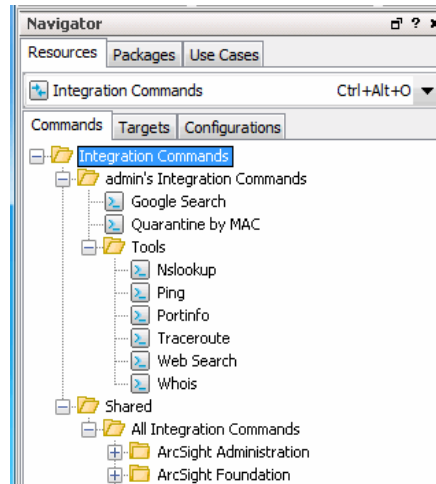 Navigator
Resources Packages Use Cases
Integration Commands Ctrl+Alt+O
Commands Targets Configurations
Integration Commands
admin's Integration Commands
Google Search
Quarantine by MAC
Tools
Nslookup
Ping
Portinfo
Traceroute
Web Search
Whois
Shared
All Integration Commands
ArcSight Administration
ArcSight Foundation